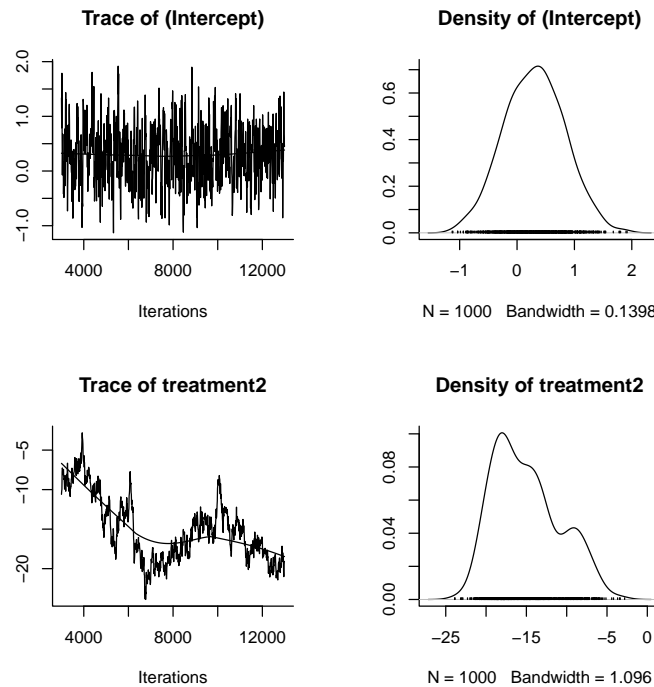 Trace of (Intercept)
2.0
1.0
0.0
−1.0
4000 8000 12000
Iterations
Density of (Intercept)
0.6
0.4
0.2
0.0
−1 0 1 2
N = 1000 Bandwidth = 0.1398
Trace of treatment2
−5
−10
−20
4000 8000 12000
Iterations
Density of treatment2
0.08
0.04
0.00
−25 −15 −5 0
N = 1000 Bandwidth = 1.096